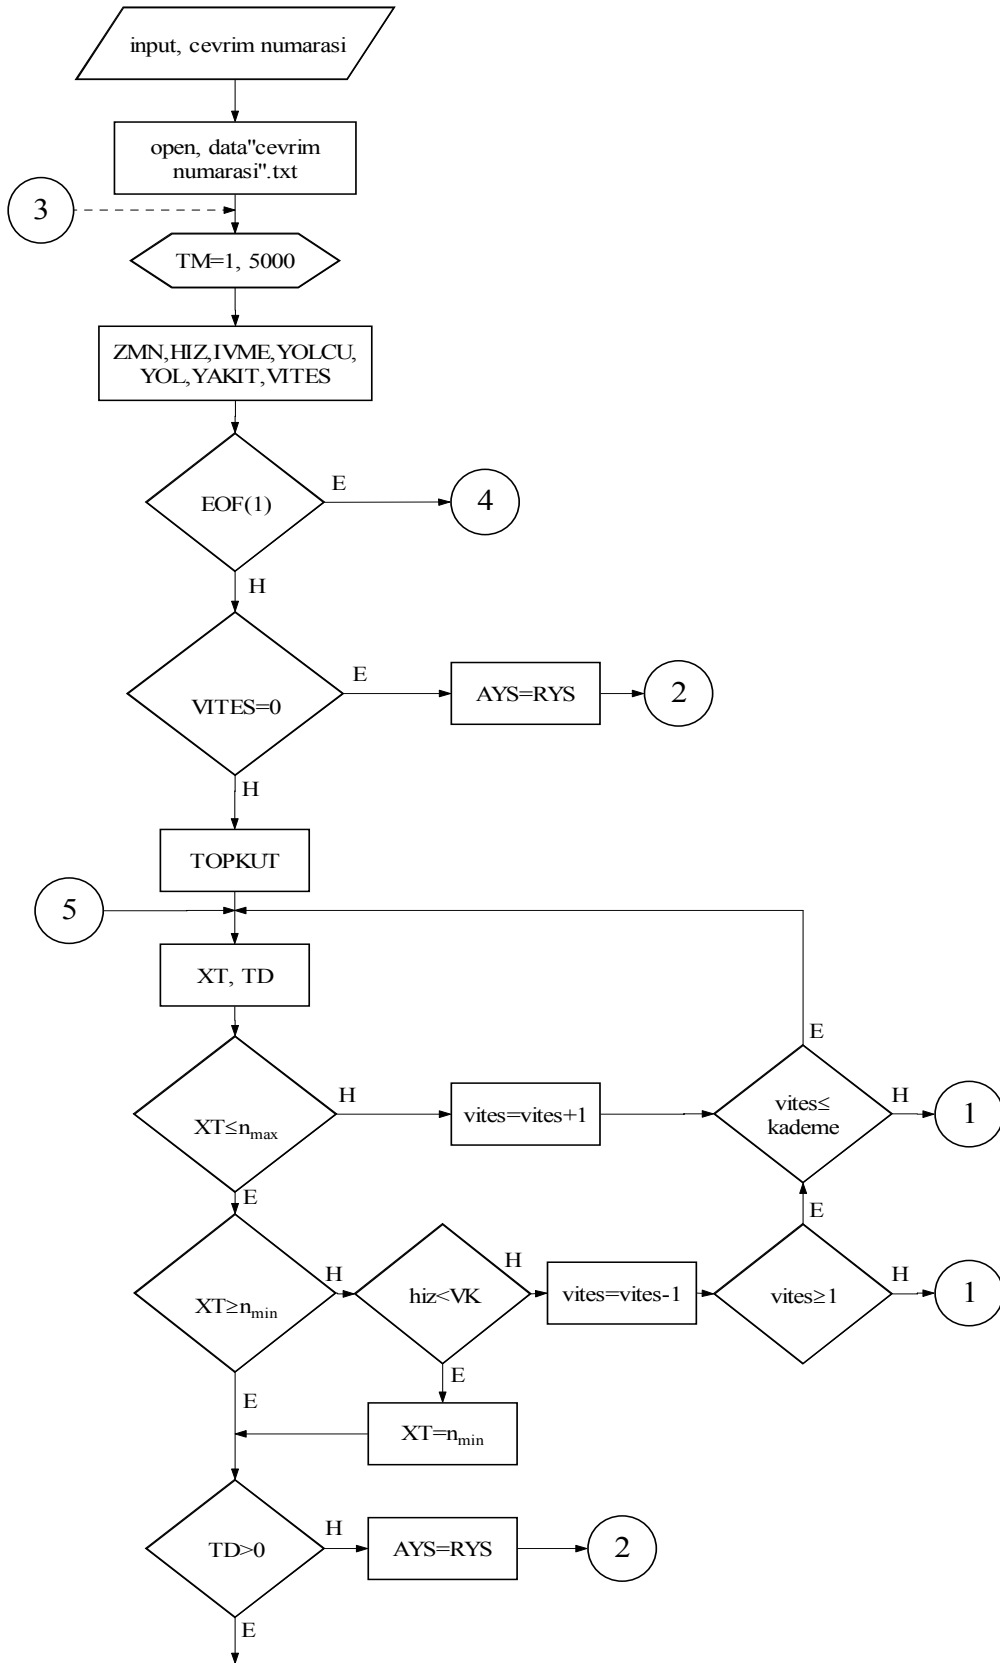 input, cevrim numarasi
open, data"cevrim
numarasi".txt
3
TM=1, 5000
ZMN,HIZ,IVME,YOLCU,
YOL,YAKIT,VITES
EOF(1)
E
4
H
VITES=0
E
AYS=RYS
2
H
TOPKUT
5
XT, TD
XT≤nmax
H
vites=vites+1
vites≤
kademe
E
H
1
E
XT≥nmin
H
hiz<VK
H
vites=vites-1
vites≥1
E
H
1
E
E
XT=nmin
TD>0
H
AYS=RYS
2
E